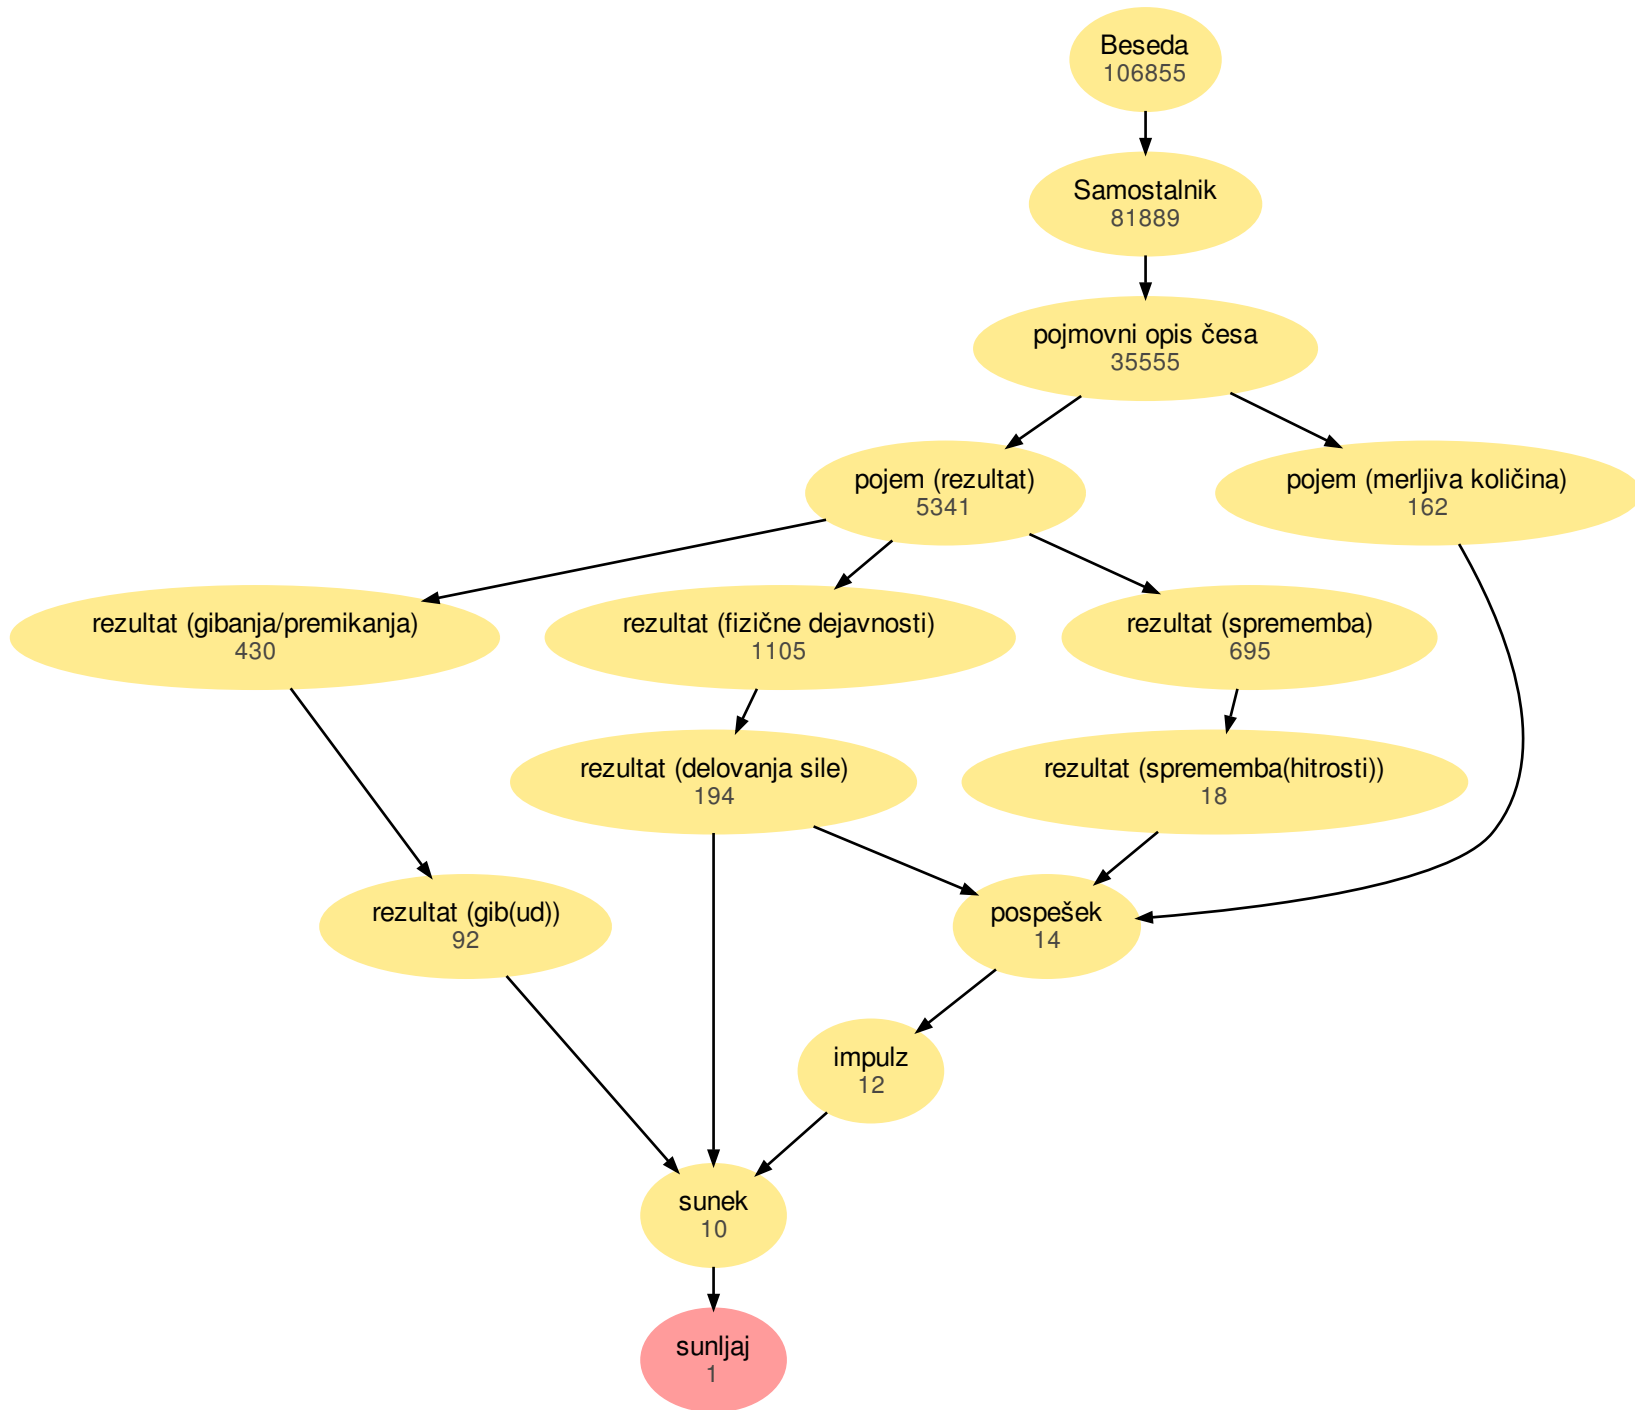 Beseda
106855
Samostalnik
81889
pojmovni opis česa
35555
pojem (rezultat)
5341
pojem (merljiva količina)
162
rezultat (gibanja/premikanja)
430
rezultat (fizične dejavnosti)
1105
rezultat (sprememba)
695
rezultat (delovanja sile)
194
rezultat (sprememba(hitrosti))
18
rezultat (gib(ud))
92
pospešek
14
impulz
12
sunek
10
sunljaj
1